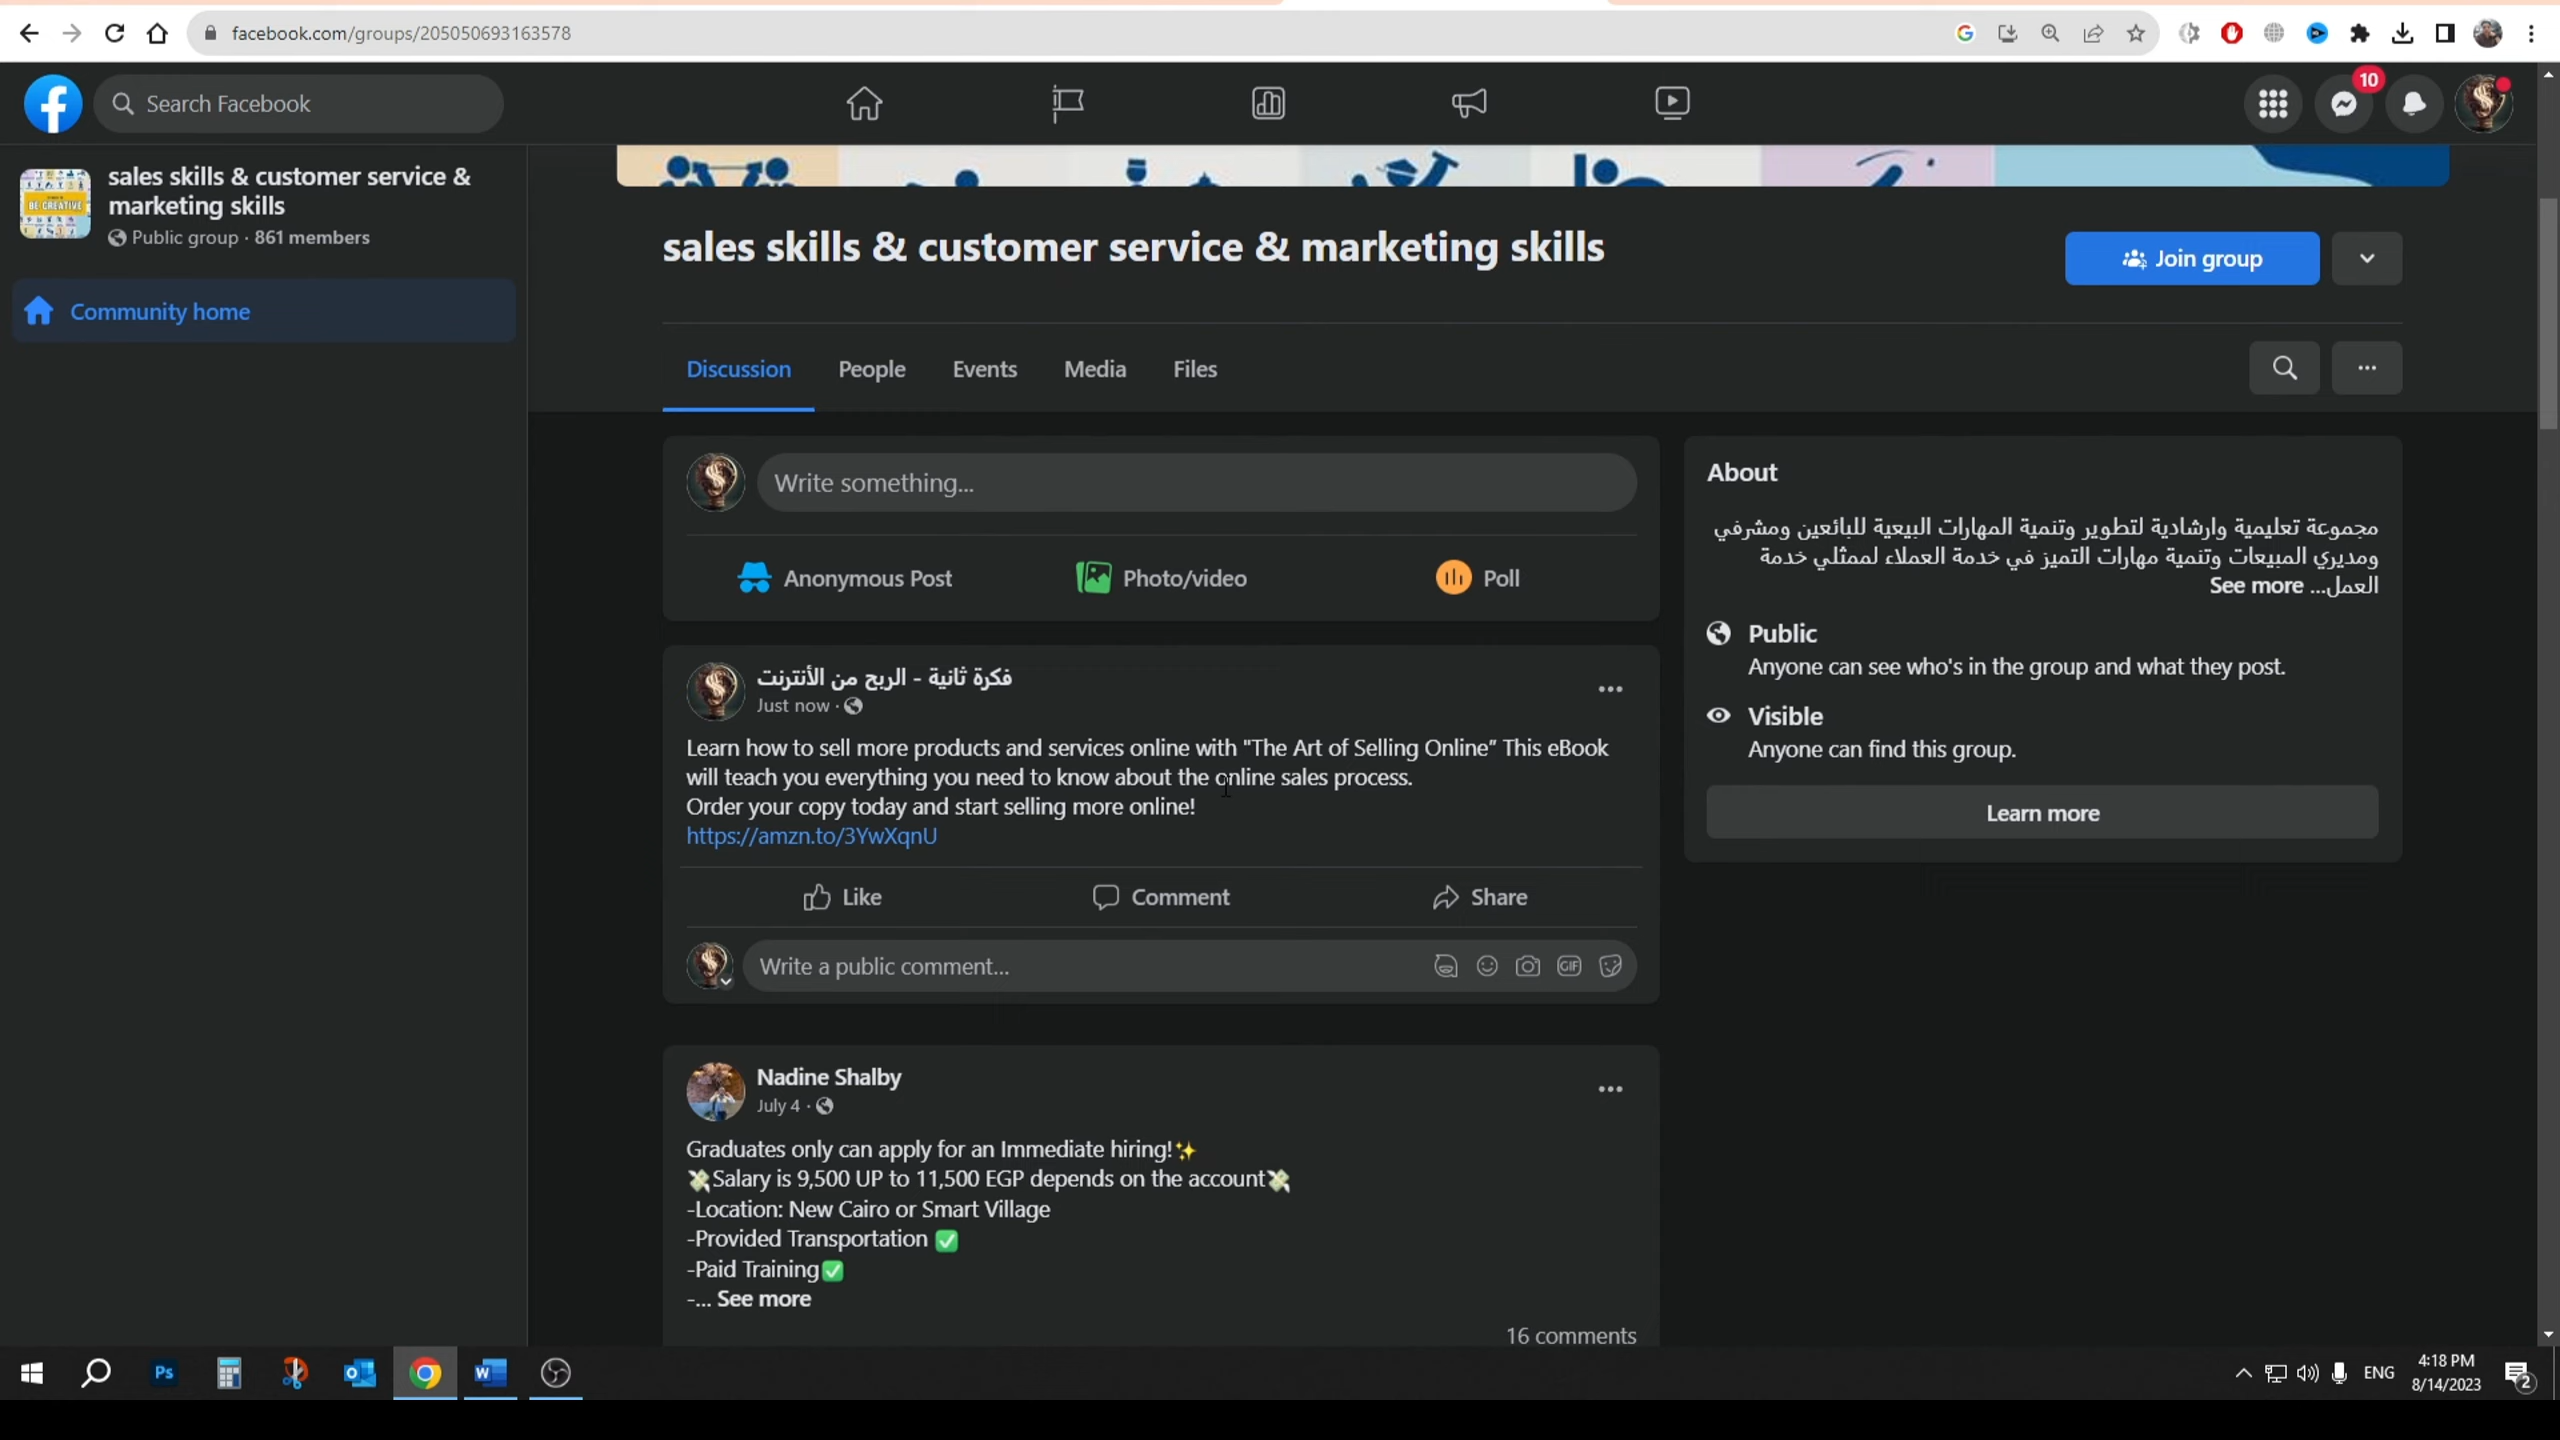 facebook.com/groups/205050693163578
Search Facebook
10
sales skills & customer service &
marketing skills
Public group · 861 members
Community home
BE CREATIVE
sales skills & customer service & marketing skills
Join group
Discussion
People
Events
Media
Files
Write something...
Anonymous Post
Photo/video
Poll
About
مجموعة تعليمية وارشادية لتطوير وتنمية المهارات البيعية للبائعين ومشرفي
ومديري المبيعات وتنمية مهارات التميز في خدمة العملاء لممثلي خدمة
العمل... See more
Public
Anyone can see who's in the group and what they post.
Visible
Anyone can find this group.
Learn more
فكرة ثانية - الربح من الأنترنت
Just now ·
Learn how to sell more products and services online with "The Art of Selling Online" This eBook
will teach you everything you need to know about the online sales process.
Order your copy today and start selling more online!
https://amzn.to/3YwXqnU
Like
Comment
Share
Write a public comment...
GIF
Nadine Shalby
July 4 ·
Graduates only can apply for an Immediate hiring!✨
💸Salary is 9,500 UP to 11,500 EGP depends on the account💸
-Location: New Cairo or Smart Village
-Provided Transportation ✅
-Paid Training✅
-... See more
16 comments
Ps
W
ENG
4:18 PM
8/14/2023
2